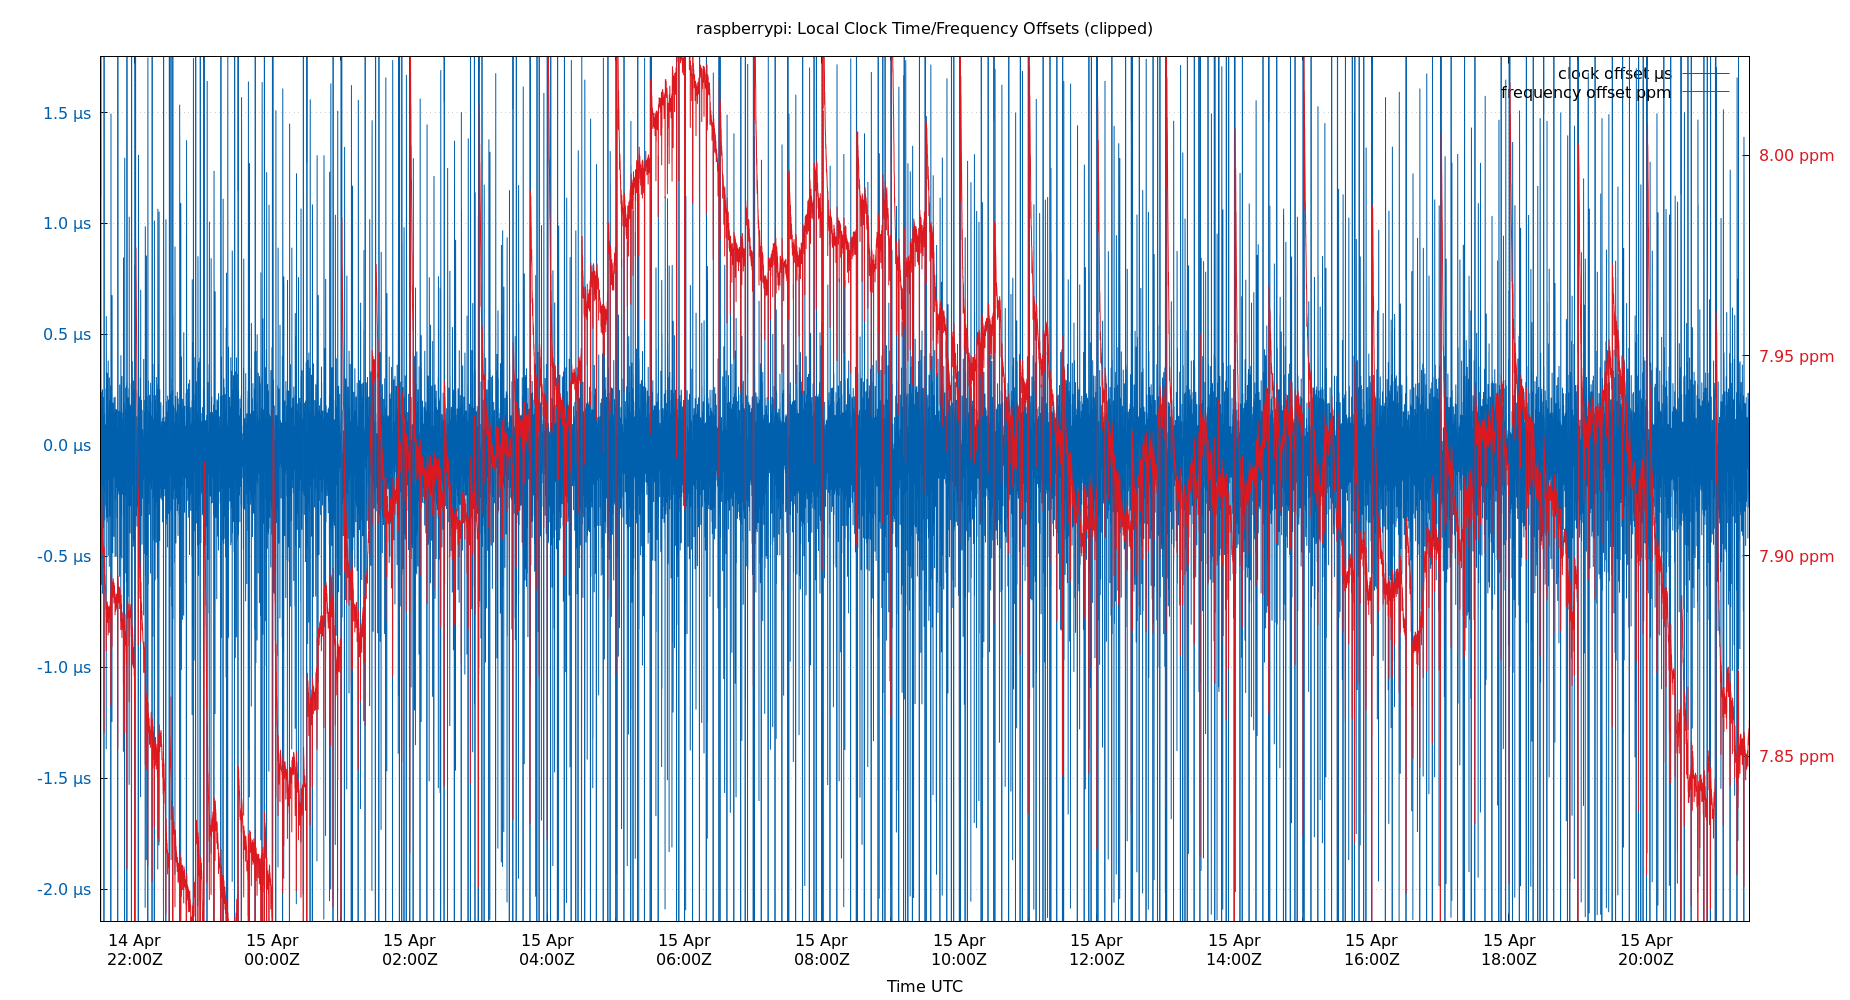 raspberrypi: Local Clock Time/Frequency Offsets (clipped)
clock offset µs
frequency offset ppm
1.5 µs
1.0 µs
0.5 µs
0.0 µs
-0.5 µs
-1.0 µs
-1.5 µs
-2.0 µs
8.00 ppm
7.95 ppm
7.90 ppm
7.85 ppm
14 Apr 15 Apr 15 Apr 15 Apr 15 Apr 15 Apr 15 Apr 15 Apr 15 Apr 15 Apr 15 Apr 15 Apr
22:00Z 00:00Z 02:00Z 04:00Z 06:00Z 08:00Z 10:00Z 12:00Z 14:00Z 16:00Z 18:00Z 20:00Z
Time UTC